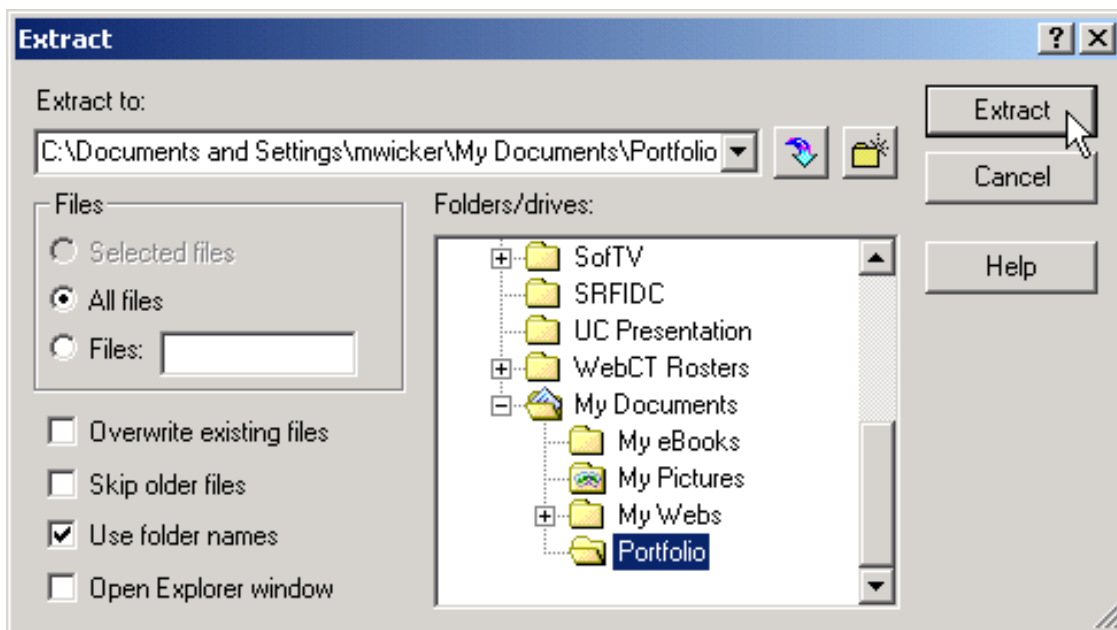 Extract
Extract to:
Extract
C:\Documents and Settings\mwicker\My Documents\Portfolio
Cancel
Files
Folders/drives:
Selected files
SofTV
Help
All files
SRFIDC
Files:
UC Presentation
WebCT Rosters
My Documents
Overwrite existing files
My eBooks
Skip older files
My Pictures
Use folder names
My Webs
Portfolio
Open Explorer window